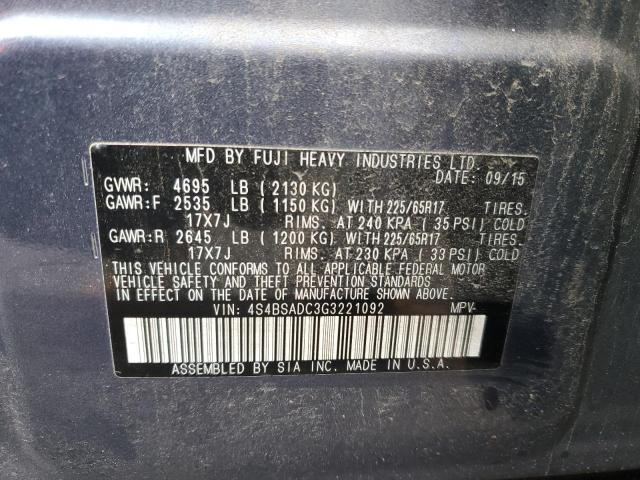 MFD BY FUJI HEAVY INDUSTRIES LTD.
DATE: 09/15
GVWR: 4695 LB ( 2130 KG)
GAWR:F 2535 LB ( 1150 KG) WITH 225/65R17 TIRES.
17X7J RIMS. AT 240 KPA ( 35 PSI) COLD
GAWR:R 2645 LB ( 1200 KG) WITH 225/65R17 TIRES.
17X7J RIMS. AT 230 KPA ( 33 PSI) COLD
THIS VEHICLE CONFORMS TO ALL APPLICABLE FEDERAL MOTOR
VEHICLE SAFETY AND THEFT PREVENTION STANDARDS
IN EFFECT ON THE DATE OF MANUFACTURE SHOWN ABOVE.
VIN: 4S4BSADC3G3221092 MPV-
ASSEMBLED BY SIA INC. MADE IN U.S.A.